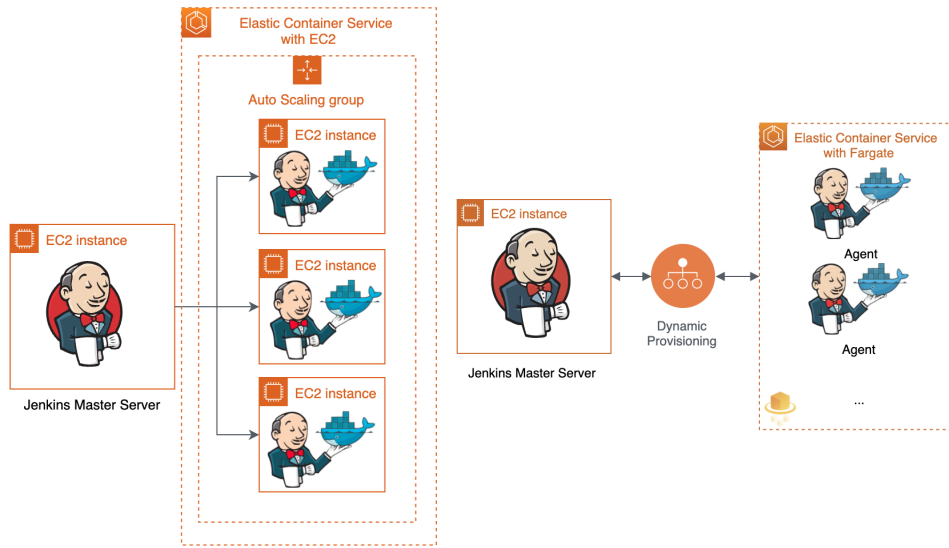 Elastic Container Service
with EC2
Auto Scaling group
EC2 instance
EC2 instance
EC2 instance
EC2 instance
Jenkins Master Server
EC2 instance
Jenkins Master Server
Dynamic
Provisioning
Elastic Container Service
with Fargate
Agent
Agent
...